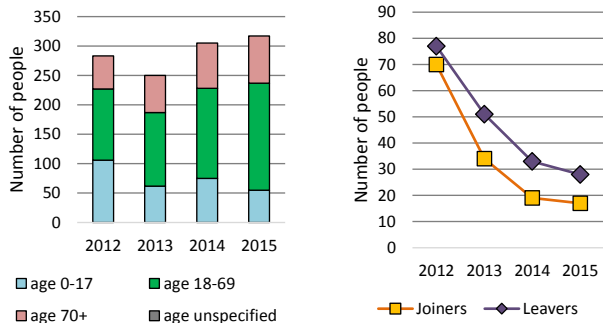 Number of people
350
300
250
200
150
100
50
0
2012 2013 2014 2015
age 0-17 age 18-69
age 70+ age unspecified
Number of people
90
80
70
60
50
40
30
20
10
0
2012 2013 2014 2015
Joiners Leavers